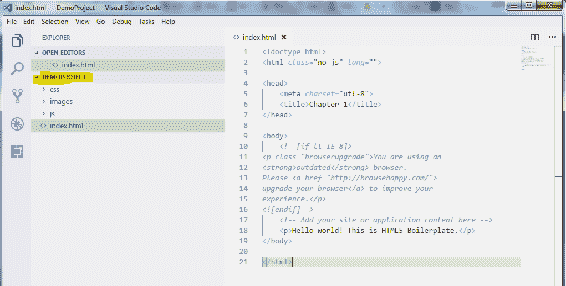 index.html - DemoProject - Visual Studio Code
File Edit Selection View Go Debug Tasks Help
EXPLORER
OPEN EDITORS
<> index.html
DEMOPROJECT
css
images
js
<> index.html
<> index.html ×
1 <!doctype html>
2 <html class="no-js" lang="">
3
4 <head>
5 <meta charset="utf-8">
6 <title>Chapter 1</title>
7 </head>
8
9 <body>
10 <!--[if lt IE 8]>
11 <p class="browserupgrade">You are using an
12 <strong>outdated</strong> browser.
13 Please <a href="http://browsehappy.com/">
14 upgrade your browser</a> to improve your
15 experience.</p>
16 <![endif]-->
17 <!-- Add your site or application content here -->
18 <p>Hello world! This is HTML5 Boilerplate.</p>
19 </body>
20
21 </html>